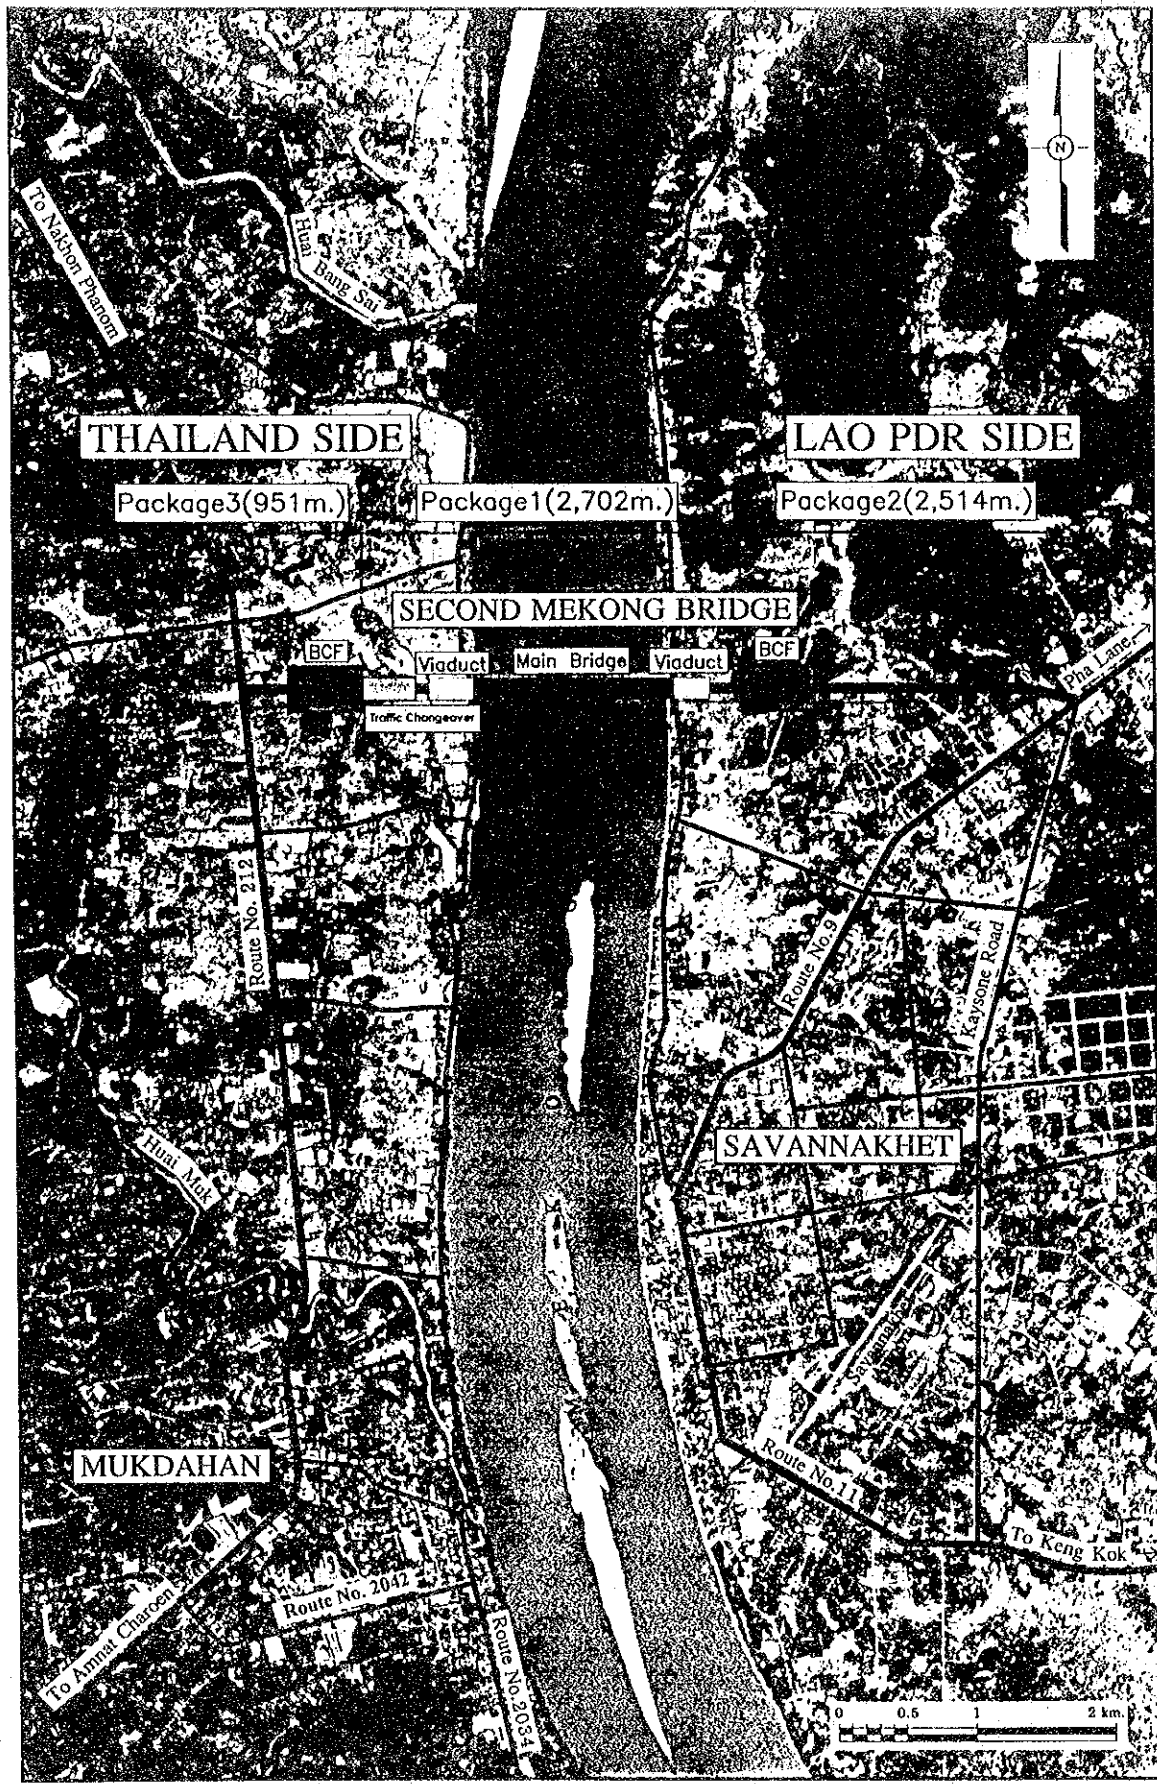 N
To Nakhon Phanom
Huai Bang Sai
THAILAND SIDE
LAO PDR SIDE
Package3(951m.)
Package1(2,702m.)
Package2(2,514m.)
SECOND MEKONG BRIDGE
BCF
Viaduct
Main Bridge
Viaduct
BCF
Pha Lane
Traffic Changeover
Route No. 212
Route No.9
Kaysone Road
Huai Muk
SAVANNAKHET
MUKDAHAN
Route No.11
To Keng Kok
To Amnat Charoen
Route No. 2042
Route No.2034
0 0.5 1 2 km.